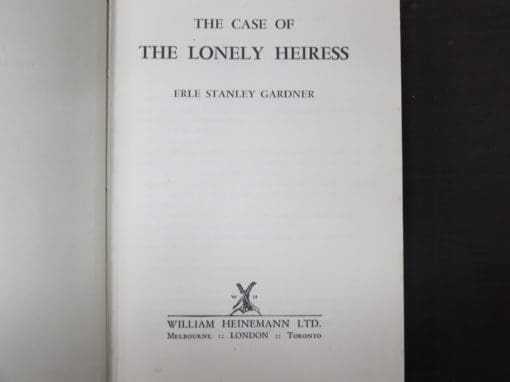 THE CASE OF
THE LONELY HEIRESS
ERLE STANLEY GARDNER
W H
WILLIAM HEINEMANN LTD.
MELBOURNE :: LONDON :: TORONTO